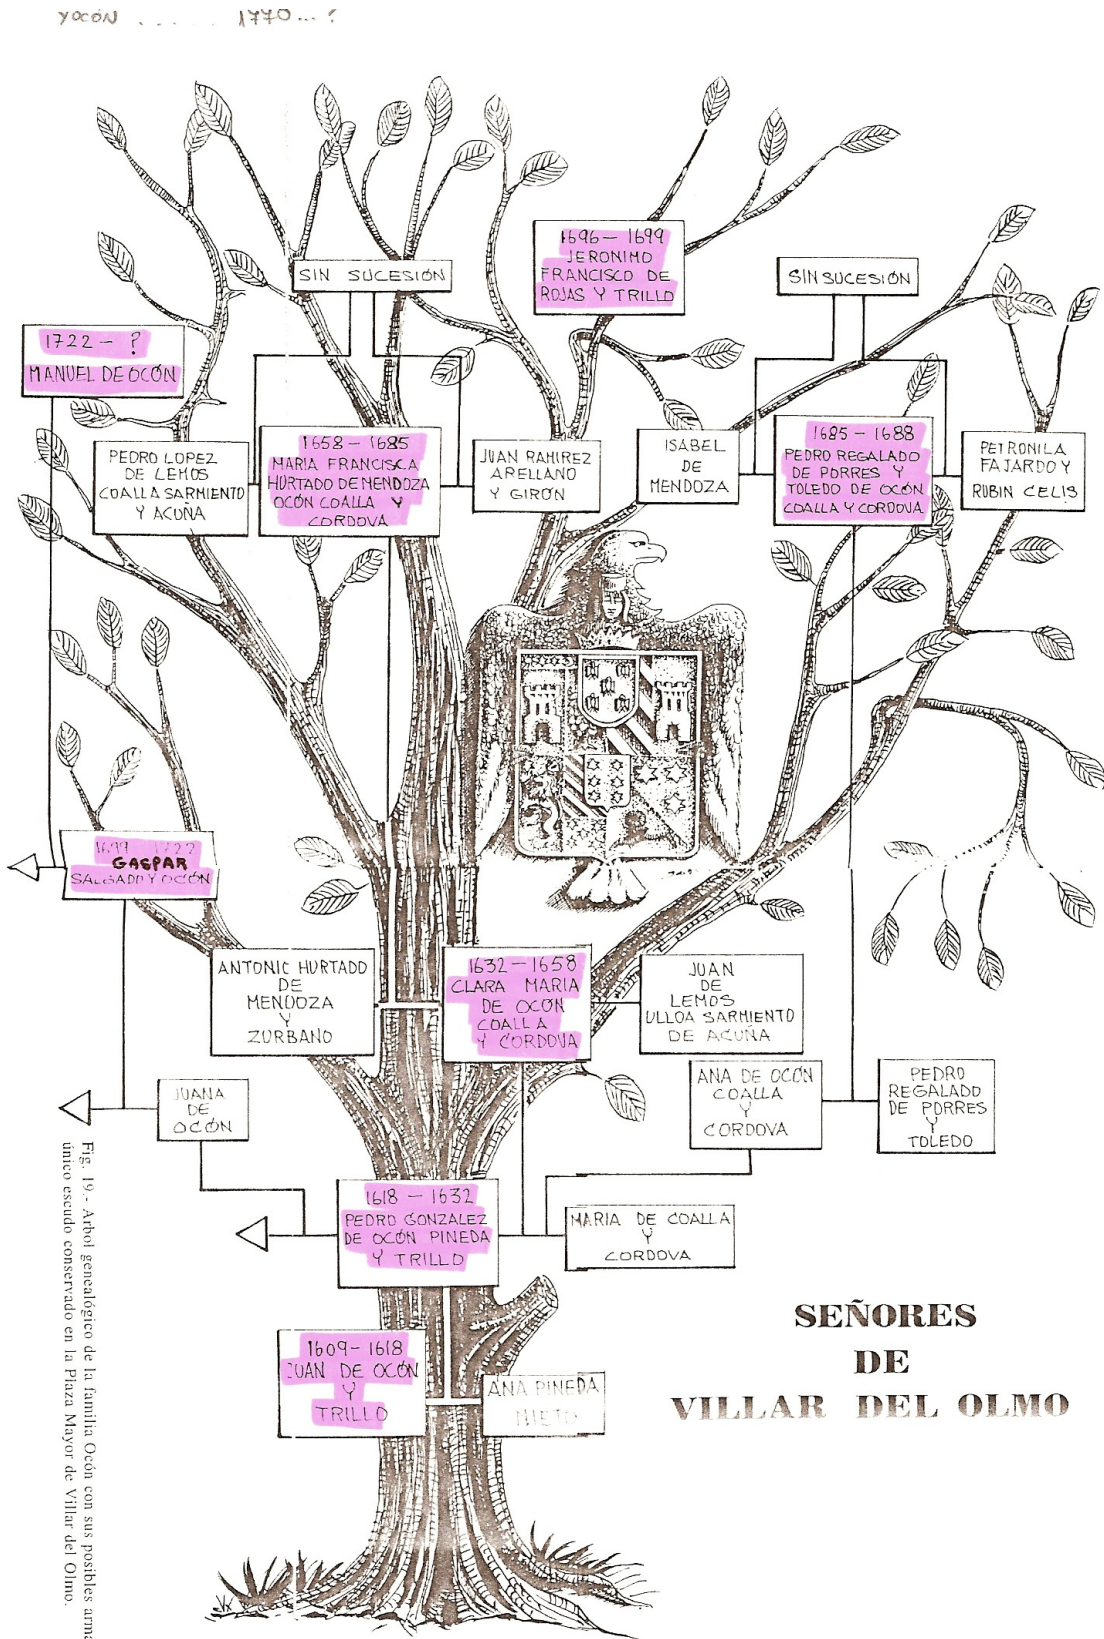 YOCÓN ...... 1770...?
1696 – 1699
JERONIMO
FRANCISCO DE
ROJAS Y TRILLO
SIN SUCESIÓN
SIN SUCESIÓN
1722 – ?
MANUEL DE OCÓN
PEDRO LOPEZ
DE LEMOS
COALLA SARMIENTO
Y ACUÑA
1658 – 1685
MARIA FRANCISCA
HURTADO DE MENDOZA
OCÓN COALLA Y
CORDOVA
JUAN RAMIREZ
ARELLANO
Y GIRÓN
ISABEL
DE
MENDOZA
1685 – 1688
PEDRO REGALADO
DE PORRES Y
TOLEDO DE OCÓN
COALLA Y CORDOVA
PETRONILA
FAJARDO Y
RUBIN CELIS
1699 1722
GASPAR
SALGADO Y OCÓN
ANTONIO HURTADO
DE
MENDOZA
Y
ZURBANO
1632 – 1658
CLARA MARIA
DE OCÓN
COALLA
Y CORDOVA
JUAN
DE
LEMOS
ULLOA SARMIENTO
DE ACUÑA
JUANA
DE
OCÓN
ANA DE OCÓN
COALLA
Y
CORDOVA
PEDRO
REGALADO
DE PORRES
Y
TOLEDO
1618 – 1632
PEDRO GONZALEZ
DE OCÓN PINEDA
Y TRILLO
MARIA DE COALLA
Y
CORDOVA
1609 – 1618
JUAN DE OCÓN
Y
TRILLO
ANA PINEDA
NIETO
SEÑORES
DE
VILLAR DEL OLMO
Fig. 19.- Arbol genealógico de la familia Ocón con sus posibles arma
único escudo conservado en la Plaza Mayor de Villar del Olmo.